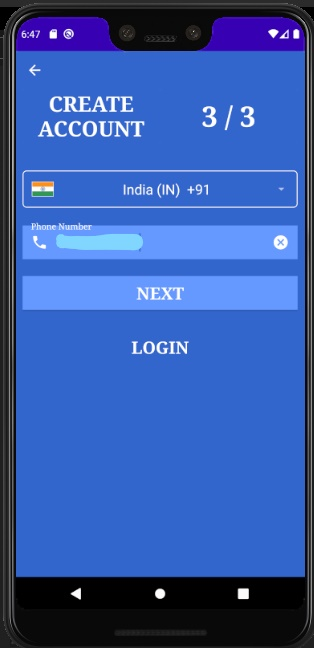 6:47
CREATE
ACCOUNT
3 / 3
India (IN) +91
Phone Number
NEXT
LOGIN